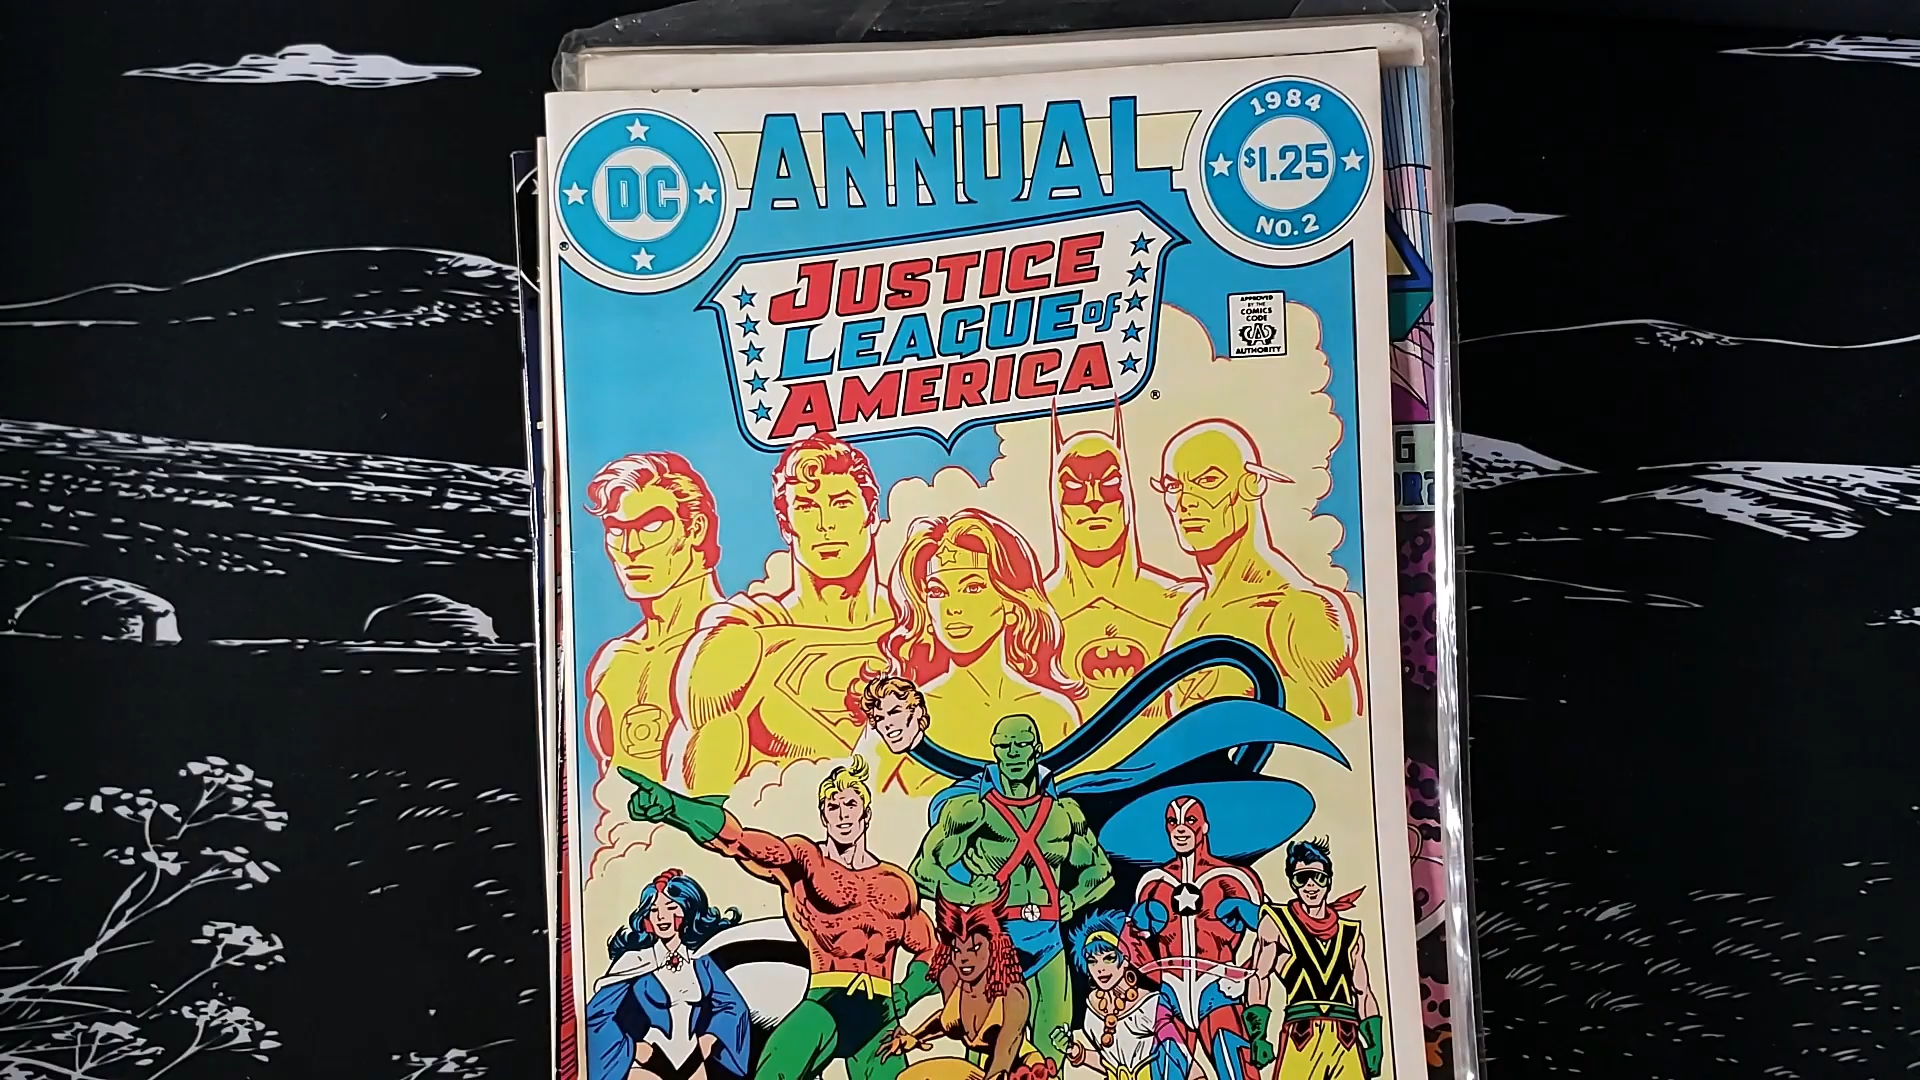 DC
®
ANNUAL
1984
$1.25
NO. 2
JUSTICE
LEAGUE of
AMERICA
®
APPROVED
BY THE
COMICS
CODE
CA
AUTHORITY
G